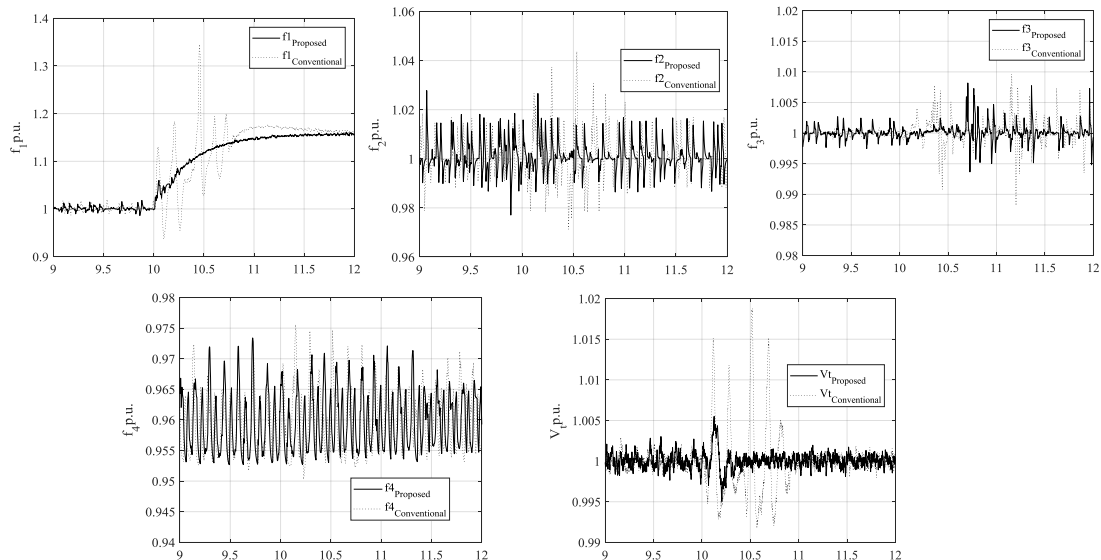 1.4
1.3
1.2
1.1
1
0.9
f1Proposed
f1Conventional
f1p.u.
9 9.5 10 10.5 11 11.5 12
1.06
1.04
1.02
1
0.98
0.96
f2Proposed
f2Conventional
f2p.u.
9 9.5 10 10.5 11 11.5 12
1.02
1.015
1.01
1.005
1
0.995
0.99
0.985
0.98
f3Proposed
f3Conventional
f3p.u.
9 9.5 10 10.5 11 11.5 12
0.98
0.975
0.97
0.965
0.96
0.955
0.95
0.945
0.94
f4Proposed
f4Conventional
f4p.u.
9 9.5 10 10.5 11 11.5 12
1.02
1.015
1.01
1.005
1
0.995
0.99
VtProposed
VtConventional
Vtp.u.
9 9.5 10 10.5 11 11.5 12